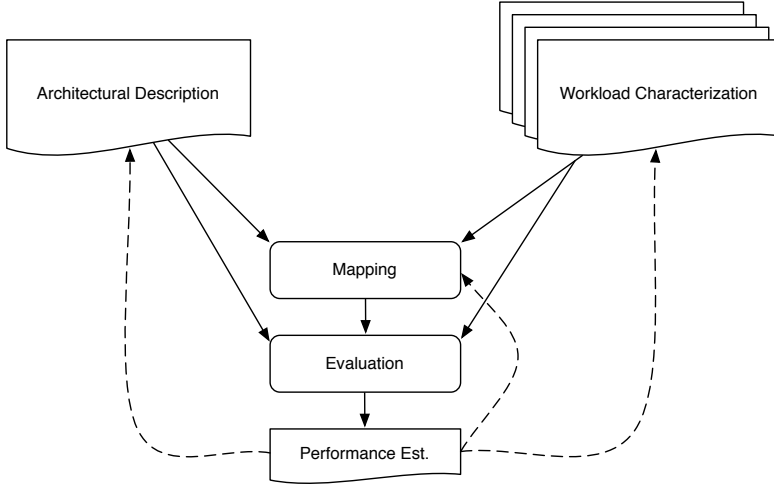 Architectural Description
Workload Characterization
Mapping
Evaluation
Performance Est.